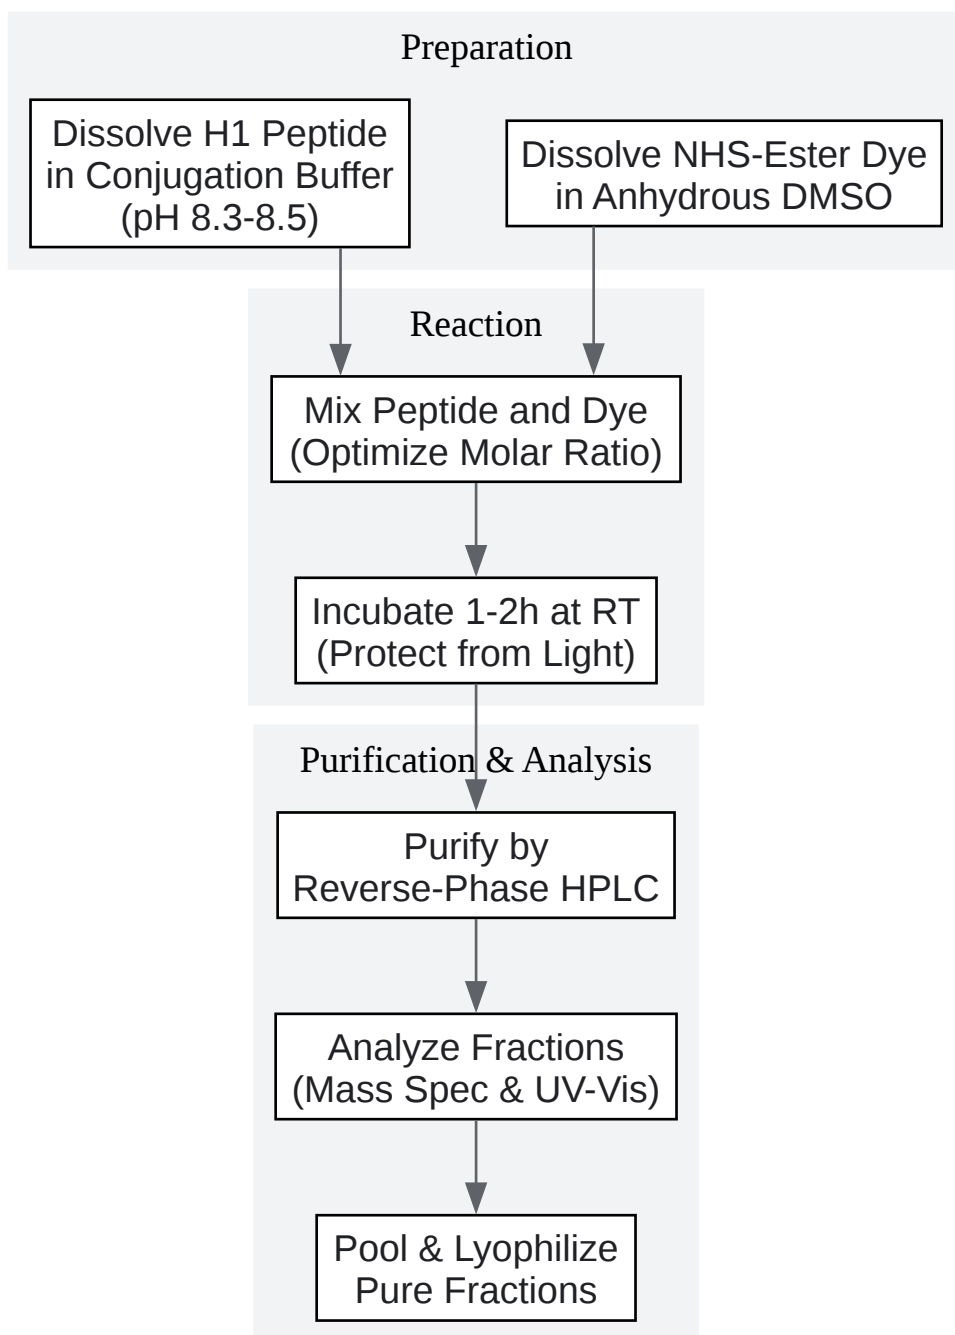 Preparation
Dissolve H1 Peptide
in Conjugation Buffer
(pH 8.3-8.5)
Dissolve NHS-Ester Dye
in Anhydrous DMSO
Reaction
Mix Peptide and Dye
(Optimize Molar Ratio)
Incubate 1-2h at RT
(Protect from Light)
Purification & Analysis
Purify by
Reverse-Phase HPLC
Analyze Fractions
(Mass Spec & UV-Vis)
Pool & Lyophilize
Pure Fractions